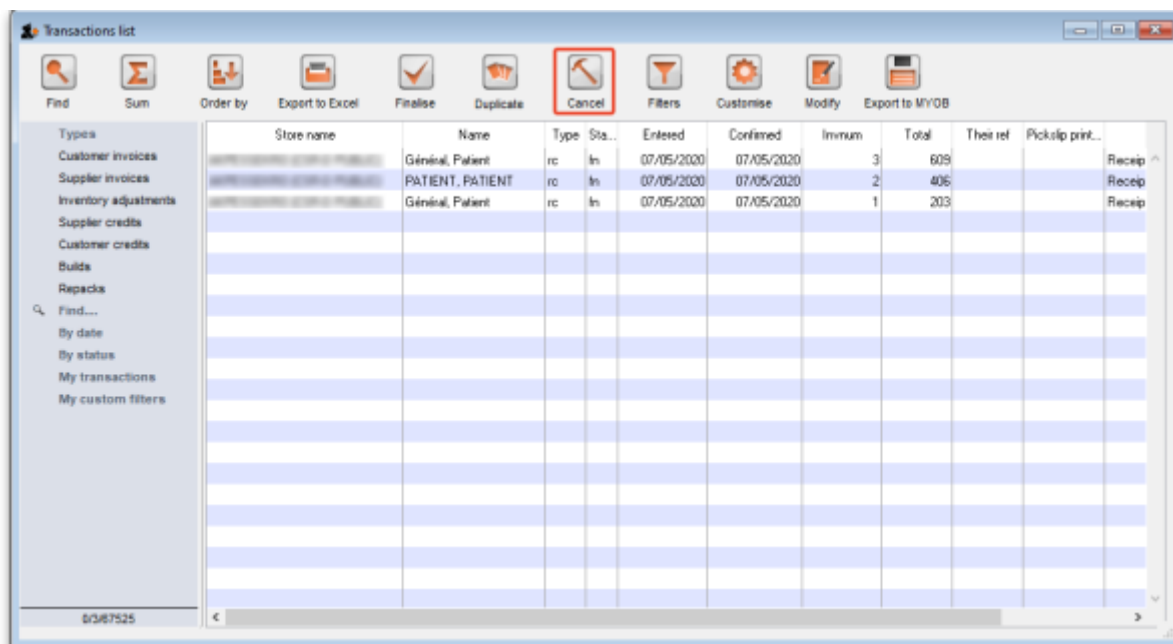 Transactions list
Find Sum Order by Export to Excel Finalise Duplicate Cancel Filters Customise Modify Export to MYOB
Types
Customer invoices
Supplier invoices
Inventory adjustments
Supplier credits
Customer credits
Builds
Repacks
Find....
By date
By status
My transactions
My custom filters
0/3/67525
Store name Name Type Sta... Entered Confirmed Invnum Total Their ref Pickslip print...
Général, Patient rc fn 07/05/2020 07/05/2020 3 609 Receip
PATIENT, PATIENT rc fn 07/05/2020 07/05/2020 2 406 Receip
Général, Patient rc fn 07/05/2020 07/05/2020 1 203 Receip